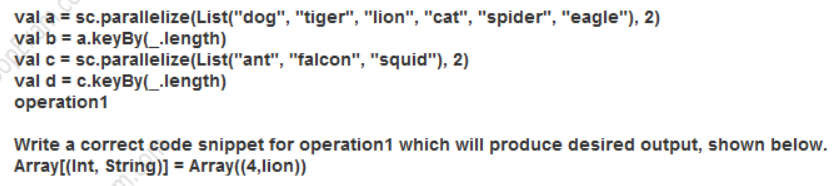 val a = sc.parallelize(List("dog", "tiger", "lion", "cat", "spider", "eagle"), 2)
val b = a.keyBy(_.length)
val c = sc.parallelize(List("ant", "falcon", "squid"), 2)
val d = c.keyBy(_.length)
operation1
Write a correct code snippet for operation1 which will produce desired output, shown below.
Array[(Int, String)] = Array((4,lion))